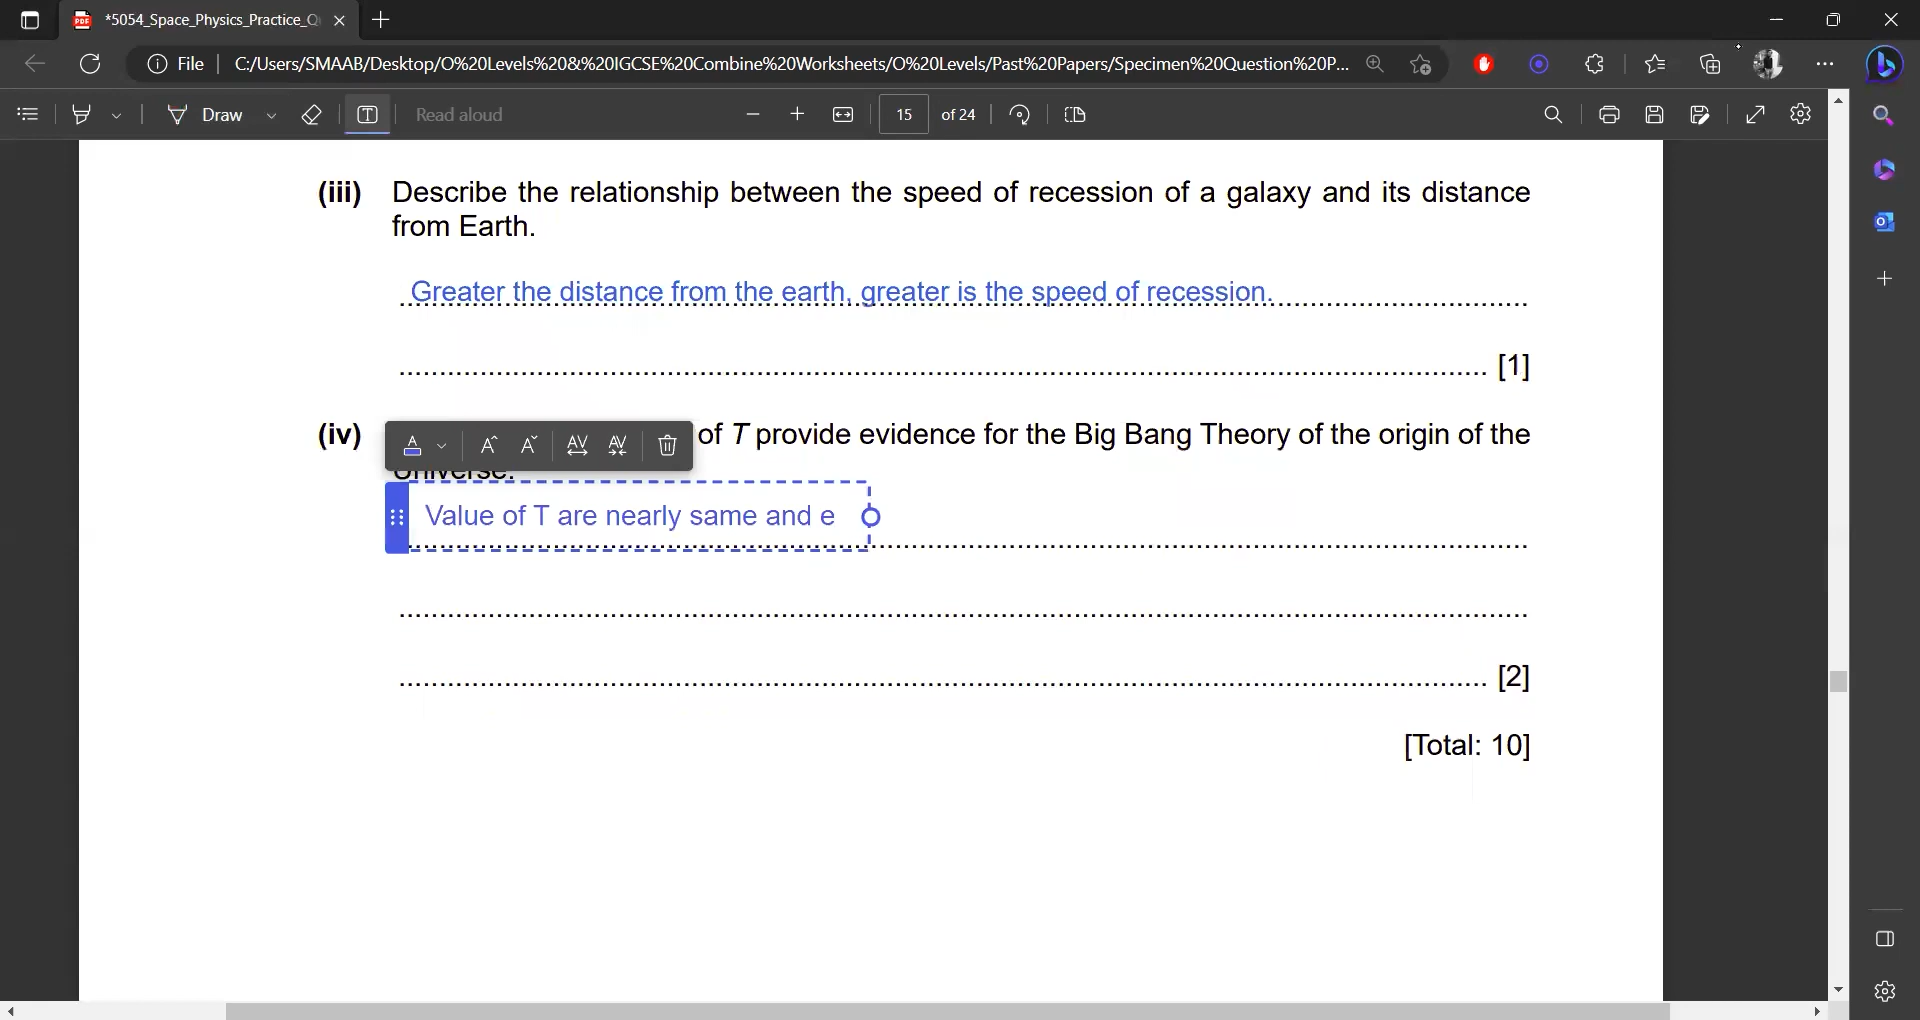 *5054_Space_Physics_Practice_Q
File
C:/Users/SMAAB/Desktop/O%20Levels%20&%20IGCSE%20Combine%20Worksheets/O%20Levels/Past%20Papers/Specimen%20Question%20P...
Draw
Read aloud
15 of 24
(iii) Describe the relationship between the speed of recession of a galaxy and its distance
from Earth.
Greater the distance from the earth, greater is the speed of recession.
[1]
(iv) of T provide evidence for the Big Bang Theory of the origin of the
Universe.
Value of T are nearly same and e
[2]
[Total: 10]